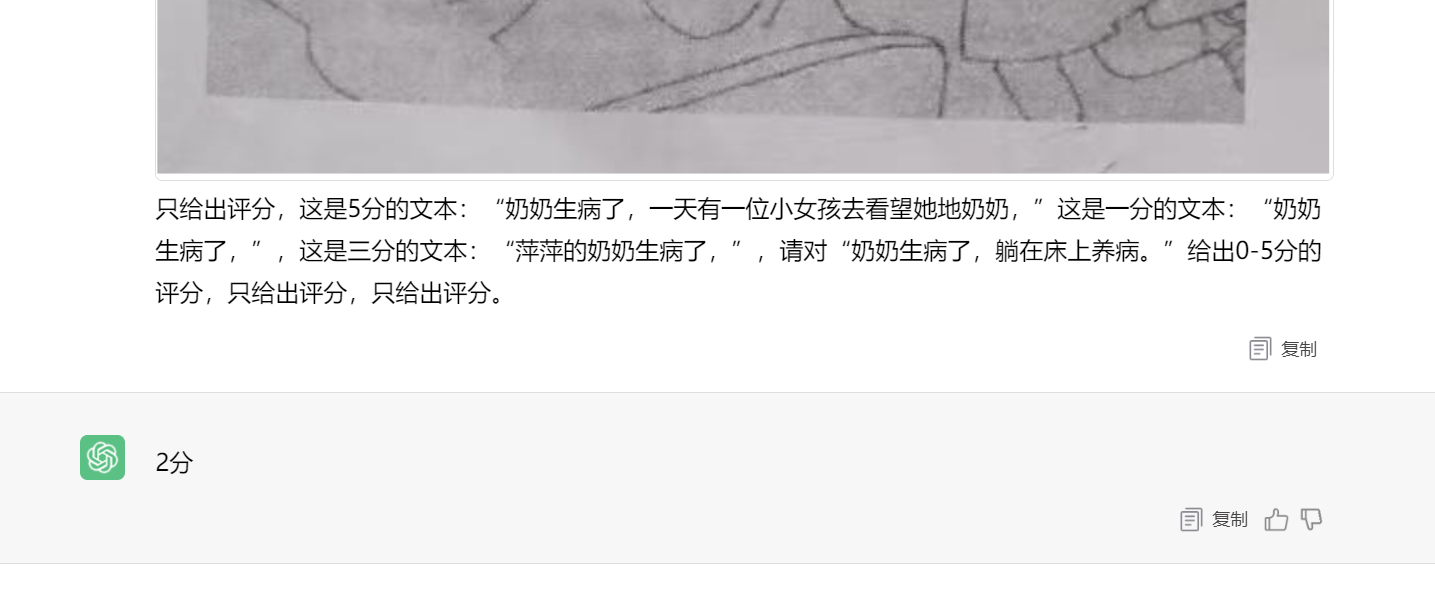 只给出评分，这是5分的文本：“奶奶生病了，一天有一位小女孩去看望她地奶奶，”这是一分的文本：“奶奶
生病了，”，这是三分的文本：“萍萍的奶奶生病了，”，请对“奶奶生病了，躺在床上养病。”给出0-5分的
评分，只给出评分，只给出评分。
复制
2分
复制